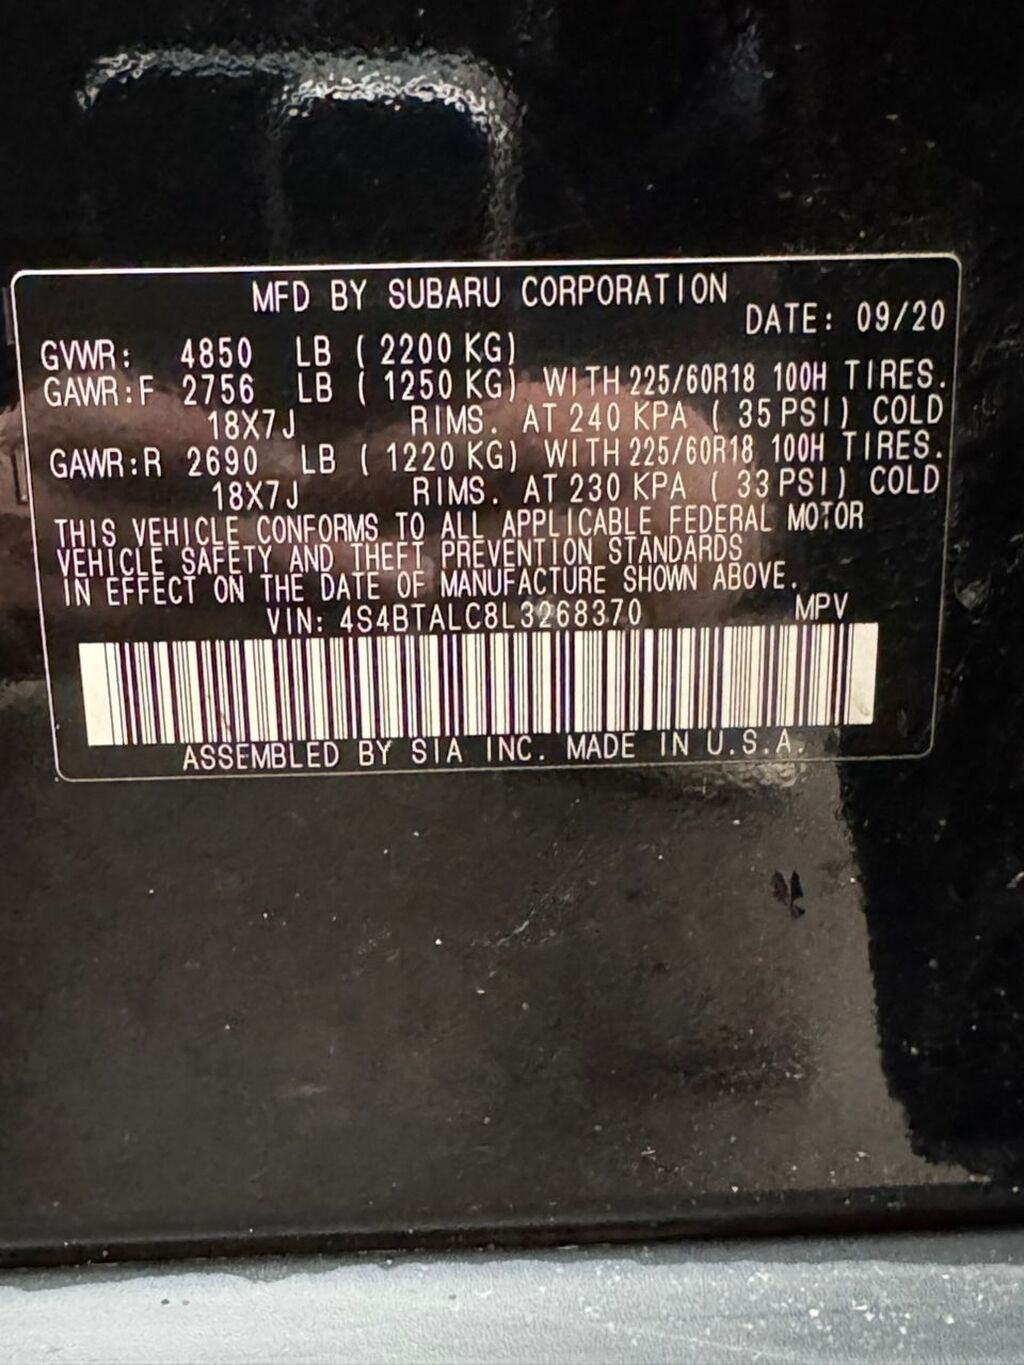 MFD BY SUBARU CORPORATION
DATE: 09/20
GVWR: 4850 LB ( 2200 KG)
GAWR:F 2756 LB ( 1250 KG) WITH 225/60R18 100H TIRES.
18X7J RIMS. AT 240 KPA ( 35 PSI) COLD
GAWR:R 2690 LB ( 1220 KG) WITH 225/60R18 100H TIRES.
18X7J RIMS. AT 230 KPA ( 33 PSI) COLD
THIS VEHICLE CONFORMS TO ALL APPLICABLE FEDERAL MOTOR
VEHICLE SAFETY AND THEFT PREVENTION STANDARDS
IN EFFECT ON THE DATE OF MANUFACTURE SHOWN ABOVE.
VIN: 4S4BTALC8L3268370 MPV
ASSEMBLED BY SIA INC. MADE IN U.S.A.